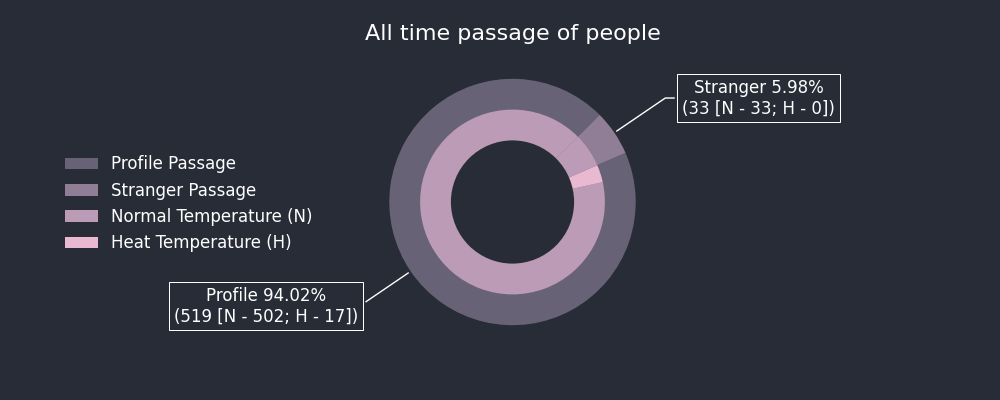 All time passage of people
Stranger 5.98%
(33 [N - 33; H - 0])
Profile Passage
Stranger Passage
Normal Temperature (N)
Heat Temperature (H)
Profile 94.02%
(519 [N - 502; H - 17])